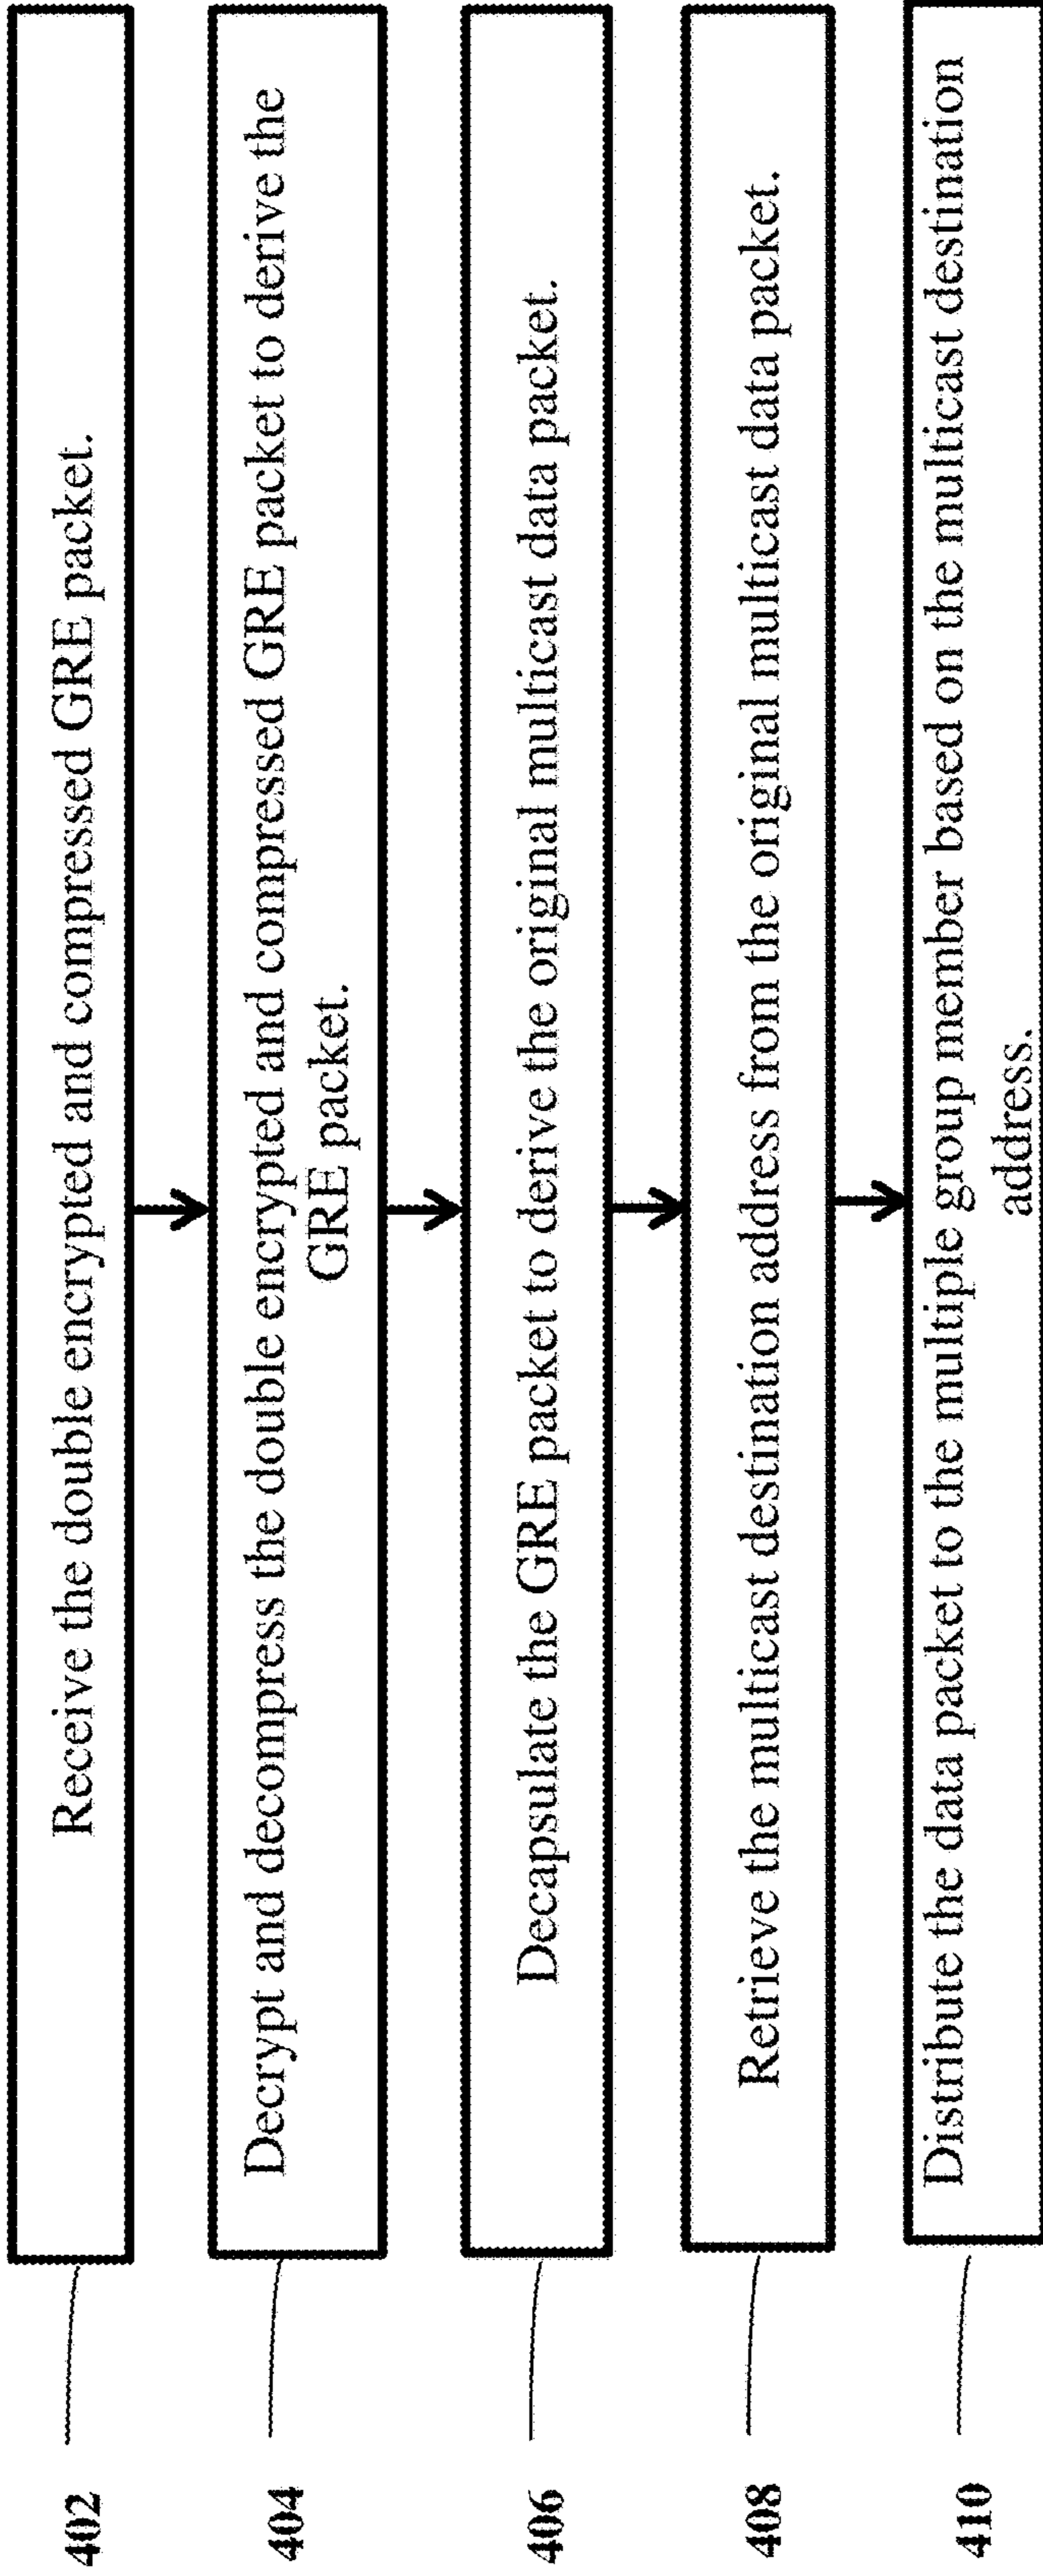 402
Receive the double encrypted and compressed GRE packet.
404
Decrypt and decompress the double encrypted and compressed GRE packet to derive the
GRE packet.
406
Decapsulate the GRE packet to derive the original multicast data packet.
408
Retrieve the multicast destination address from the original multicast data packet.
410
Distribute the data packet to the multiple group member based on the multicast destination
address.